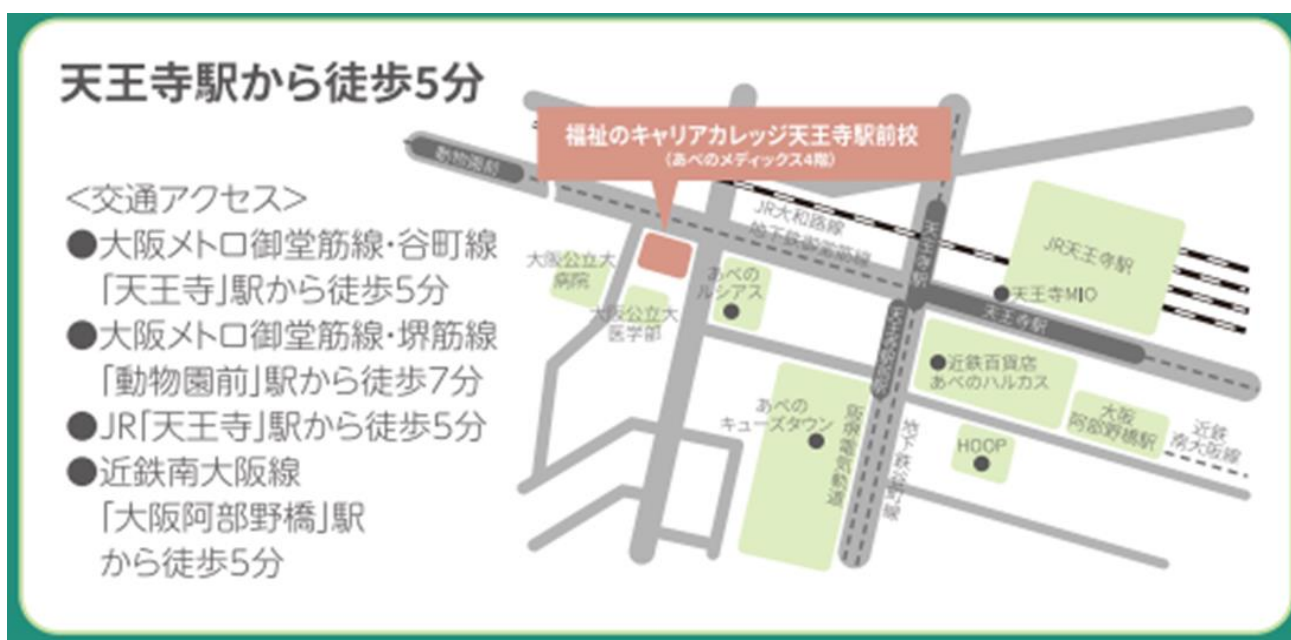 天王寺駅から徒歩5分
<交通アクセス>
●大阪メトロ御堂筋線・谷町線
「天王寺」駅から徒歩5分
●大阪メトロ御堂筋線・堺筋線
「動物園前」駅から徒歩7分
●JR「天王寺」駅から徒歩5分
●近鉄南大阪線
「大阪阿部野橋」駅
から徒歩5分
福祉のキャリアカレッジ天王寺駅前校
(あべのメディックス4階)
動物園前
JR大和路線
地下鉄御堂筋線
大阪公立大
病院
大阪公立大
医学部
あべの
ルシアス
JR天王寺駅
天王寺MIO
天王寺駅
近鉄百貨店
あべのハルカス
あべの
キューズタウン
大阪
阿部野橋駅
近鉄
南大阪線
HOOP
阪堺電気軌道
地下鉄谷町線